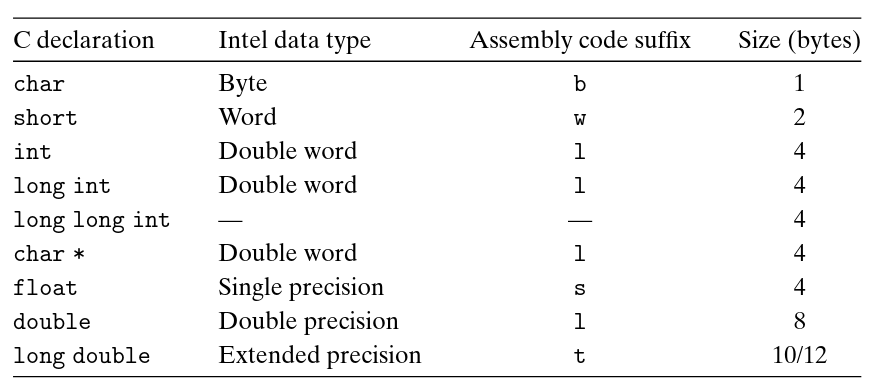 C declaration Intel data type Assembly code suffix Size (bytes)
char Byte b 1
short Word w 2
int Double word l 4
long int Double word l 4
long long int — — 4
char * Double word l 4
float Single precision s 4
double Double precision l 8
long double Extended precision t 10/12